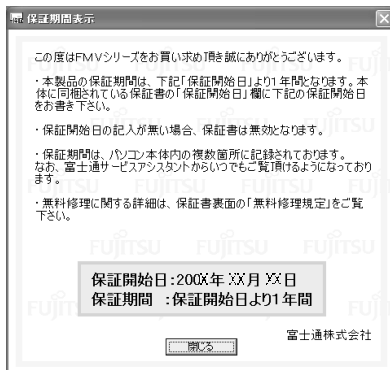 保証期間表示
この度はFMVシリーズをお買い求め頂き誠にありがとうございます。
・本製品の保証期間は、下記「保証開始日」より1年間となります。本
体に同梱されている保証書の「保証開始日」欄に下記の保証開始日
をお書き下さい。
・保証開始日の記入が無い場合、保証書は無効となります。
・保証期間は、パソコン本体内の複数箇所に記録されております。
なお、富士通サービスアシスタントからいつでもご覧頂けるようになっており
ます。
・無料修理に関する詳細は、保証書裏面の「無料修理規定」をご覧
下さい。
保証開始日:200X年 XX月 XX日
保証期間 :保証開始日より1年間
富士通株式会社
閉じる